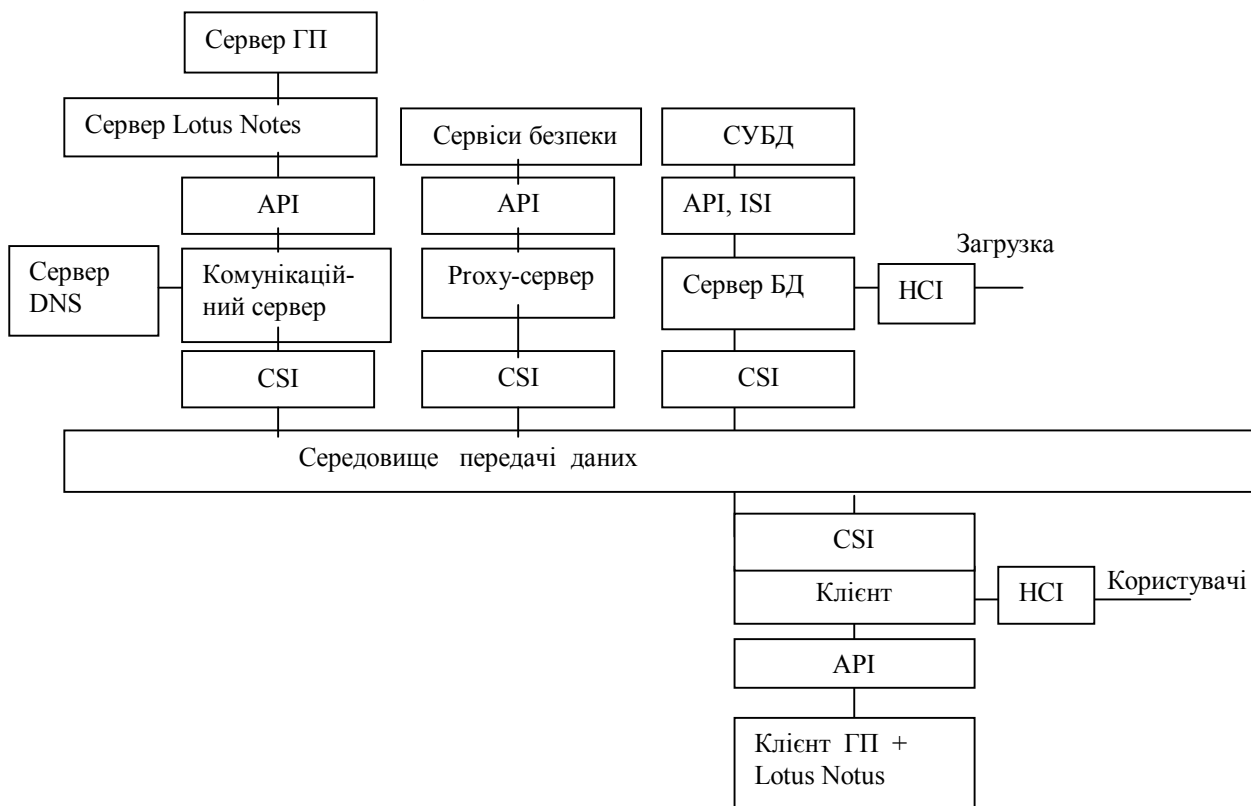 Сервер ГП
Сервер Lotus Notes
Сервіси безпеки
СУБД
API
API
API, ISI
Загрузка
Сервер
DNS
Комунікацій-
ний сервер
Proxy-сервер
Сервер БД
HCI
CSI
CSI
CSI
Середовище передачі даних
CSI
Клієнт
HCI
Користувачі
API
Клієнт ГП +
Lotus Notus